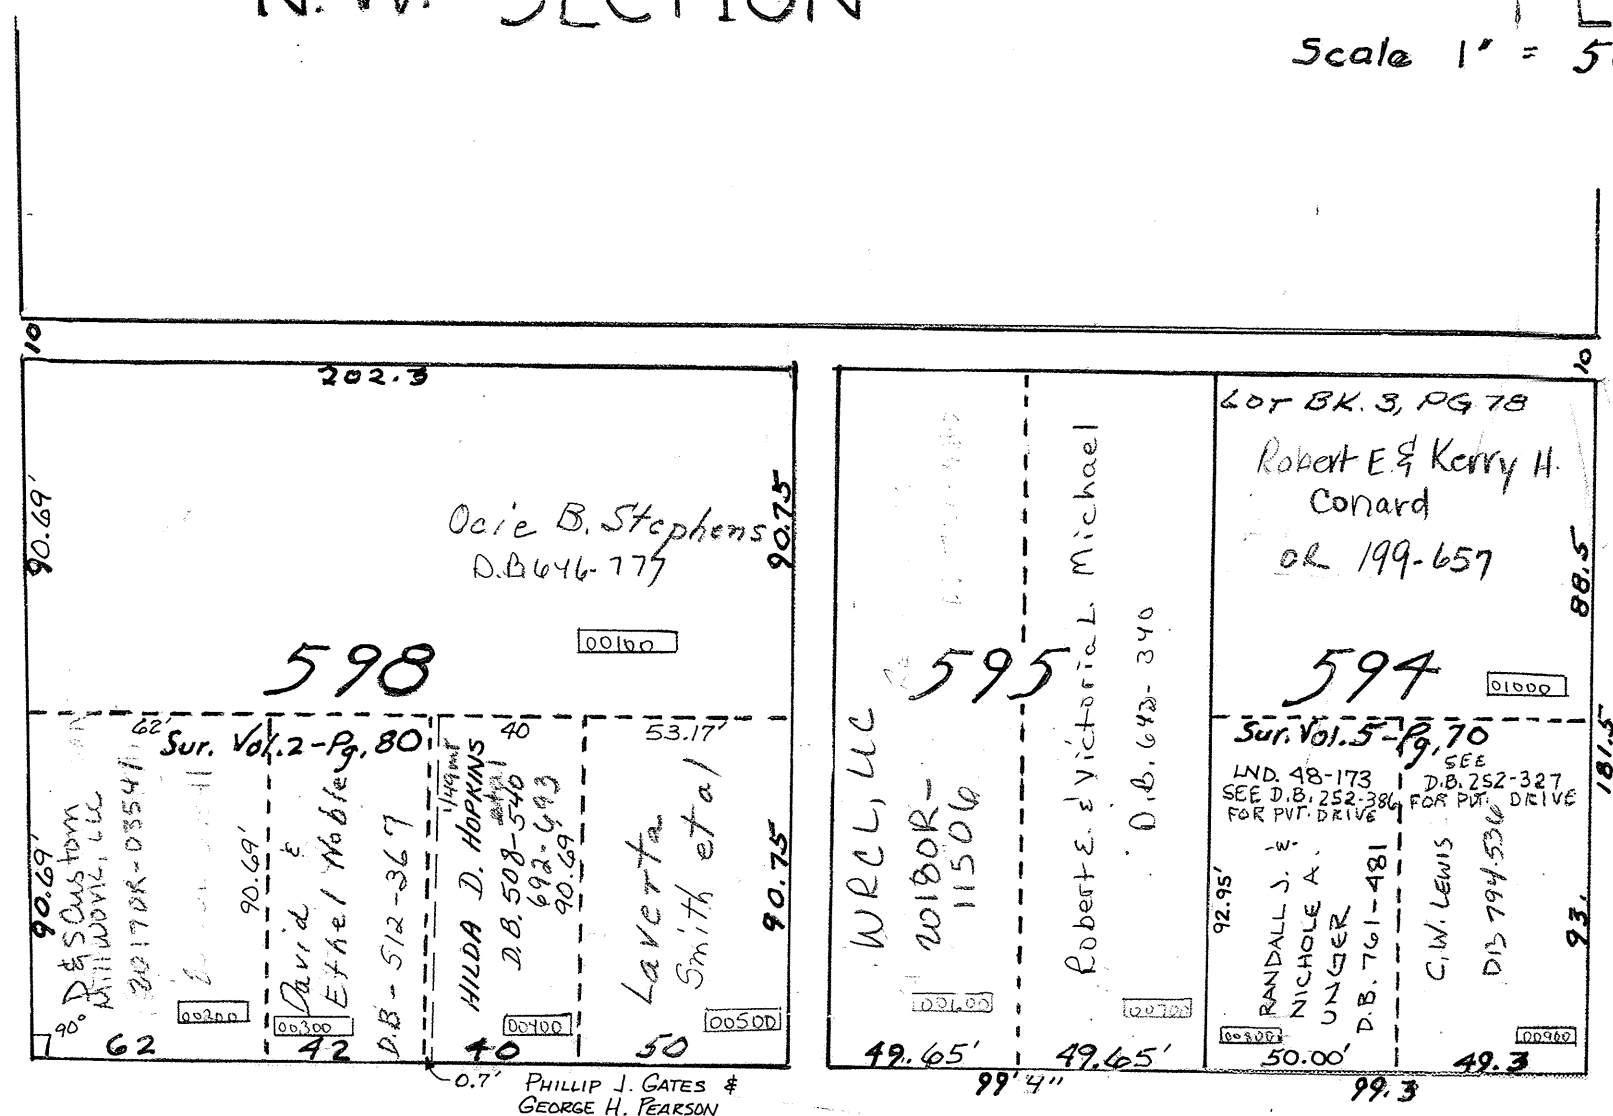 N.W. SECTION
Scale 1" =
10
10
202.3
90.69'
90.75
Ocie B. Stephens
D.B 646-777
00100
598
62'
Sur. Vol.2-Pg.80
40
53.17'
90.69'
D & S Custom
Millwork, LLC
2017OR-03541
90.69'
00200
90°
62
David &
Ethel Noble
D.B - 512-367
00300
42
HILDA D. HOPKINS
etal
D.B. 508-540
692-693
90.69'
00400
40
Laverta
Smith etal
90.75
00500
50
0.7'
PHILLIP J. GATES &
GEORGE H. PEARSON
595
WRCL, LLC
2018OR-
11506
00600
49.65'
Robert E. & Victoria L. Michael
D.B. 642-340
00700
49.65'
99'4"
LOT BK. 3, PG 78
Robert E. & Kerry H.
Conard
OR 199-657
88.5
594
01000
181.5
Sur. Vol. 5-Pg. 70
LND. 48-173
SEE D.B. 252-386
FOR PVT. DRIVE
SEE
D.B. 252-327
FOR PVT. DRIVE
92.95'
RANDALL J. -W-
NICHOLE A.
UNGER
D.B. 761-481
00800
50.00'
C.W. LEWIS
DB 794-536
93.
00900
49.3
99.3